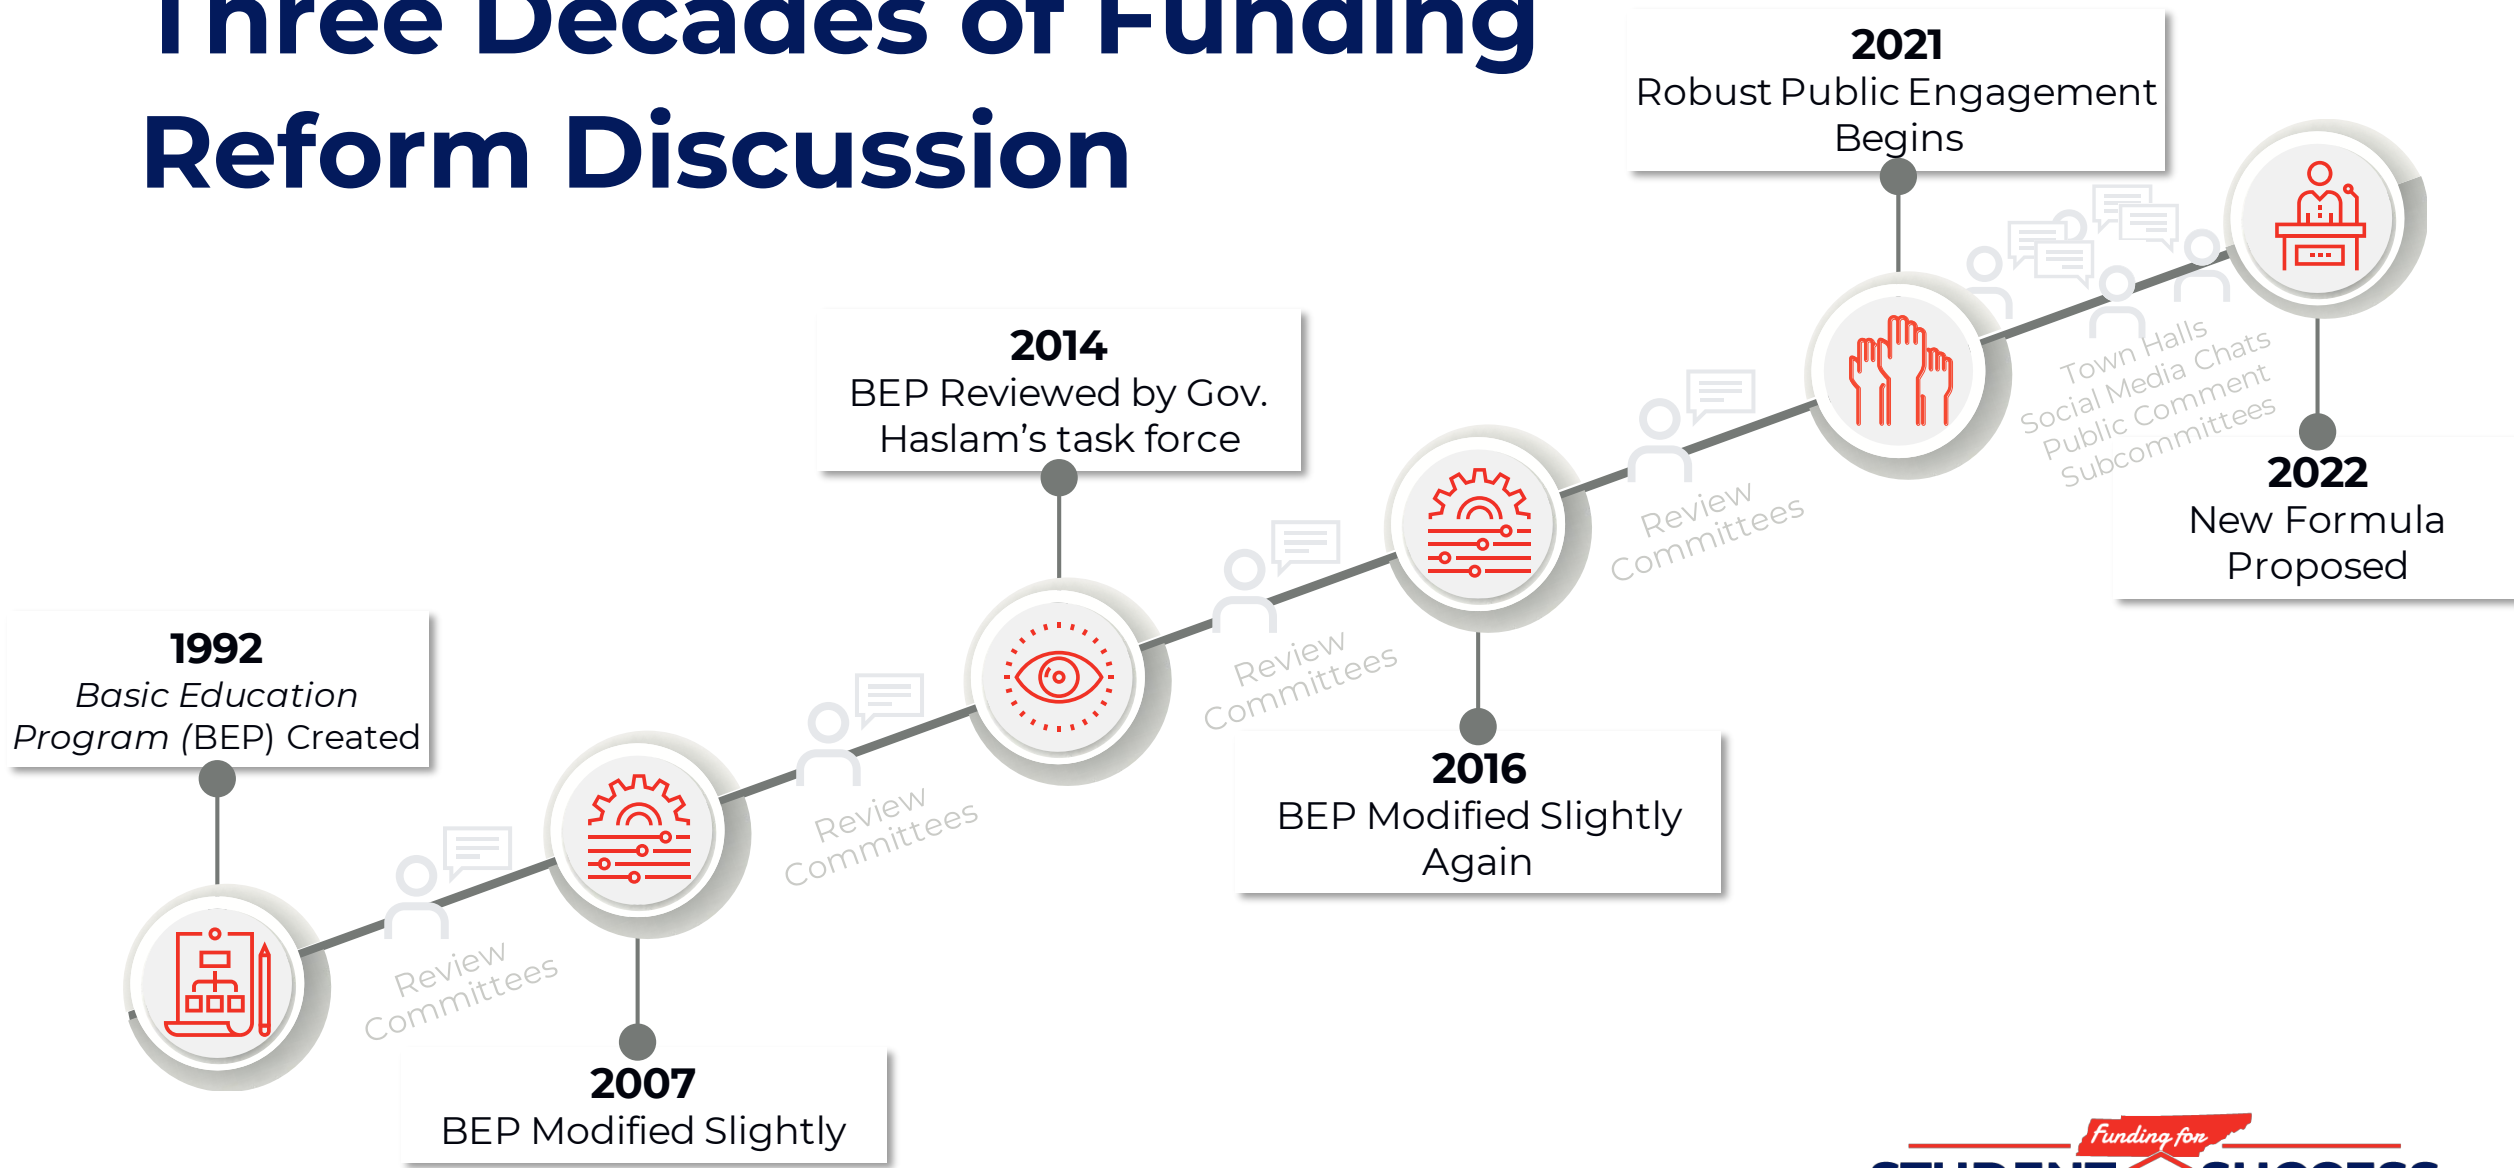 Three Decades of Funding
Reform Discussion
1992
Basic Education
Program (BEP) Created
Review
Committees
2007
BEP Modified Slightly
Review
Committees
2014
BEP Reviewed by Gov.
Haslam’s task force
Review
Committees
2016
BEP Modified Slightly
Again
Review
Committees
2021
Robust Public Engagement
Begins
Town Halls
Social Media Chats
Public Comment
Subcommittees
2022
New Formula
Proposed
Funding for
STUDENT SUCCESS